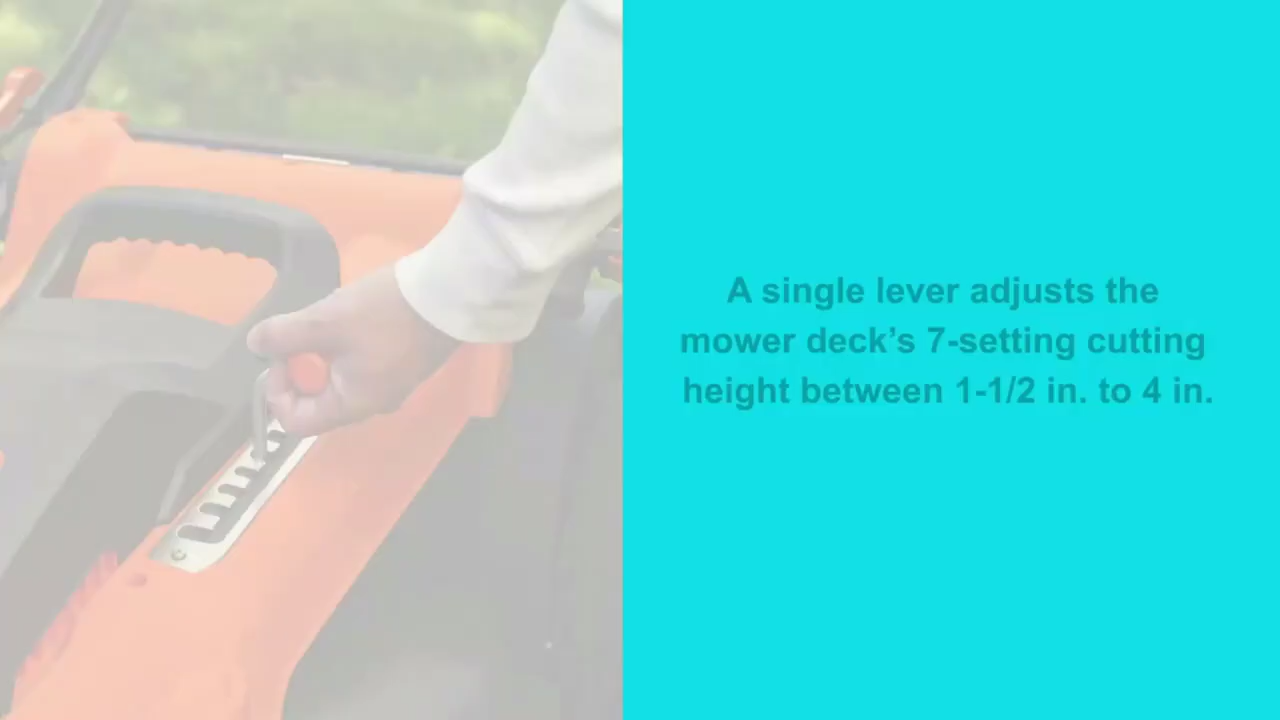 A single lever adjusts the
mower deck’s 7-setting cutting
height between 1-1/2 in. to 4 in.